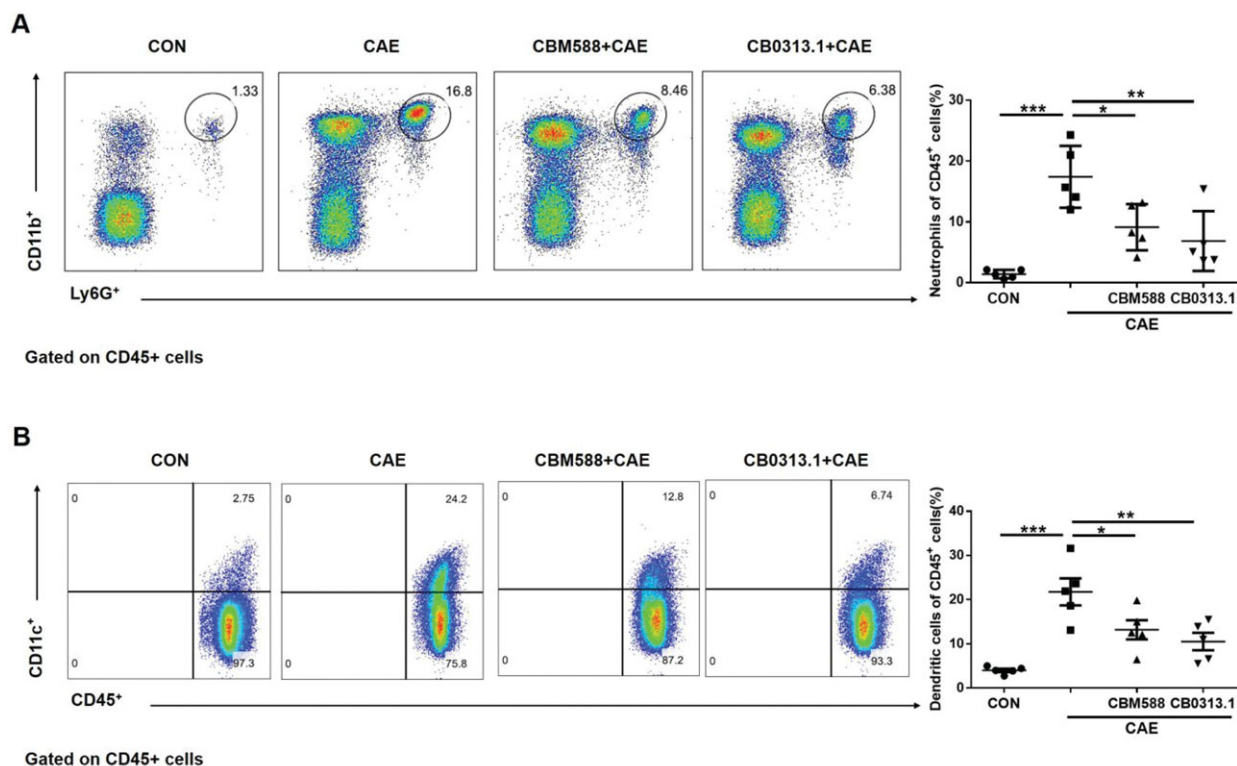 A
CON CAE CBM588+CAE CB0313.1+CAE
1.33 16.8 8.46 6.38
CD11b⁺
Ly6G⁺
Gated on CD45+ cells
Neutrophils of CD45⁺ cells(%)
30
20
10
0
*** * **
CON CBM588 CB0313.1
CAE
B
CON CAE CBM588+CAE CB0313.1+CAE
0 2.75 0 24.2 0 12.8 0 6.74
0 97.3 0 75.8 0 87.2 0 93.3
CD11c⁺
CD45⁺
Gated on CD45+ cells
Dendritic cells of CD45⁺ cells(%)
40
30
20
10
0
*** * **
CON CBM588 CB0313.1
CAE